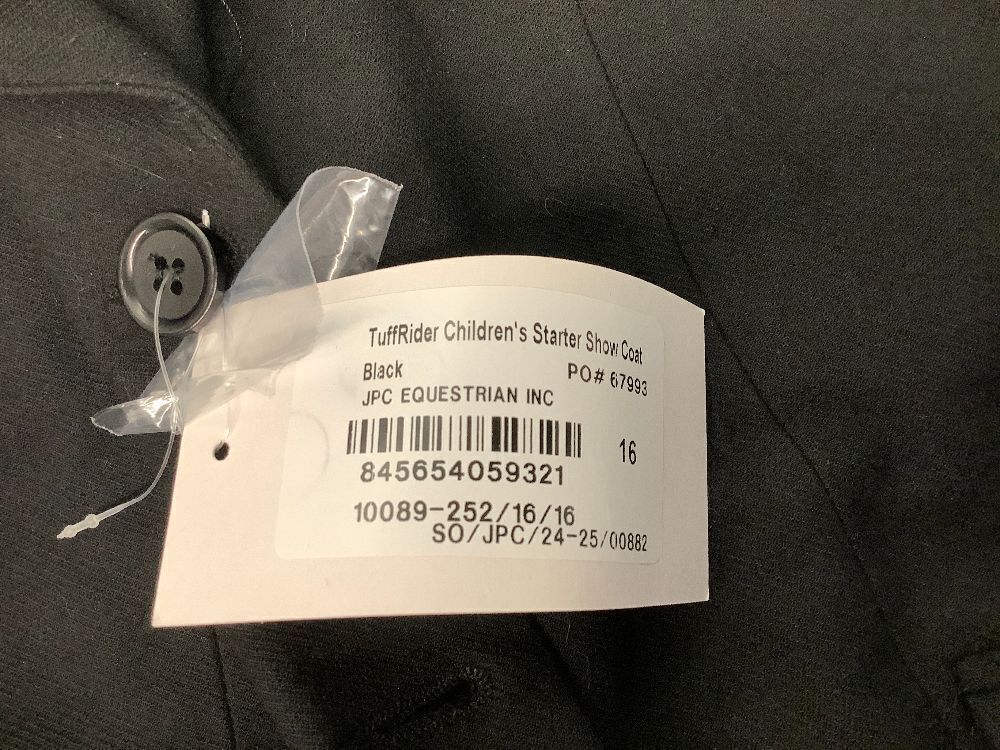 TuffRider Children's Starter Show Coat
Black PO# 67993
JPC EQUESTRIAN INC
16
845654059321
10089-252/16/16
SO/JPC/24-25/00882